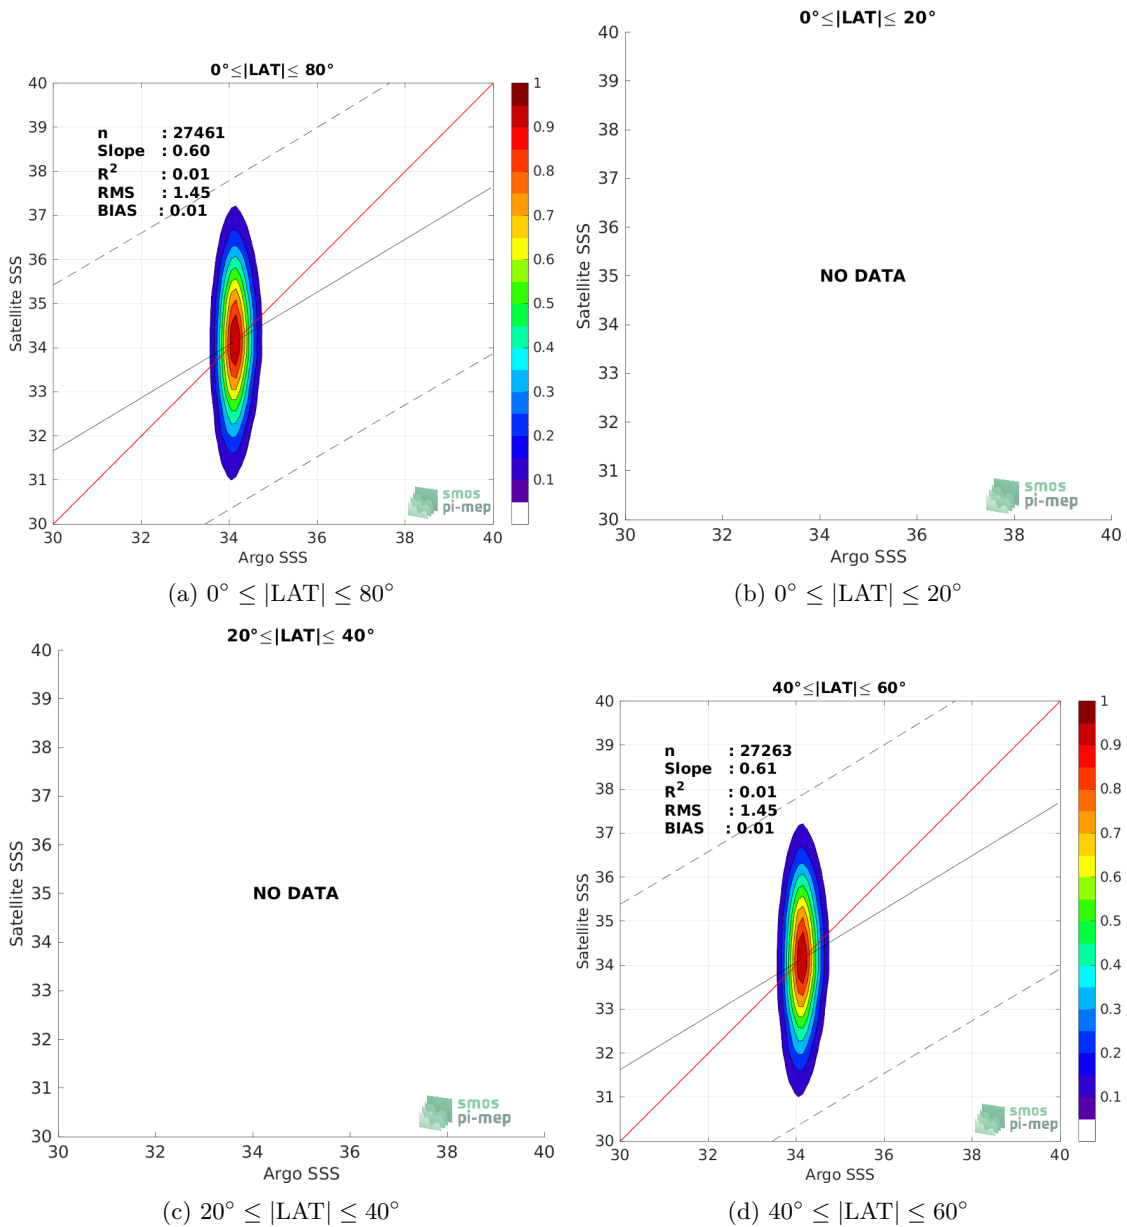 0°≤|LAT|≤ 80°
40
39
38
37
36
35
34
33
32
31
30
Satellite SSS
n : 27461
Slope : 0.60
R² : 0.01
RMS : 1.45
BIAS : 0.01
smos
pi-mep
30 32 34 36 38 40
Argo SSS
1
0.9
0.8
0.7
0.6
0.5
0.4
0.3
0.2
0.1
(a) 0° ≤ |LAT| ≤ 80°
0°≤|LAT|≤ 20°
40
39
38
37
36
35
34
33
32
31
30
Satellite SSS
NO DATA
smos
pi-mep
30 32 34 36 38 40
Argo SSS
(b) 0° ≤ |LAT| ≤ 20°
20°≤|LAT|≤ 40°
40
39
38
37
36
35
34
33
32
31
30
Satellite SSS
NO DATA
smos
pi-mep
30 32 34 36 38 40
Argo SSS
(c) 20° ≤ |LAT| ≤ 40°
40°≤|LAT|≤ 60°
40
39
38
37
36
35
34
33
32
31
30
Satellite SSS
n : 27263
Slope : 0.61
R² : 0.01
RMS : 1.45
BIAS : 0.01
smos
pi-mep
30 32 34 36 38 40
Argo SSS
1
0.9
0.8
0.7
0.6
0.5
0.4
0.3
0.2
0.1
(d) 40° ≤ |LAT| ≤ 60°